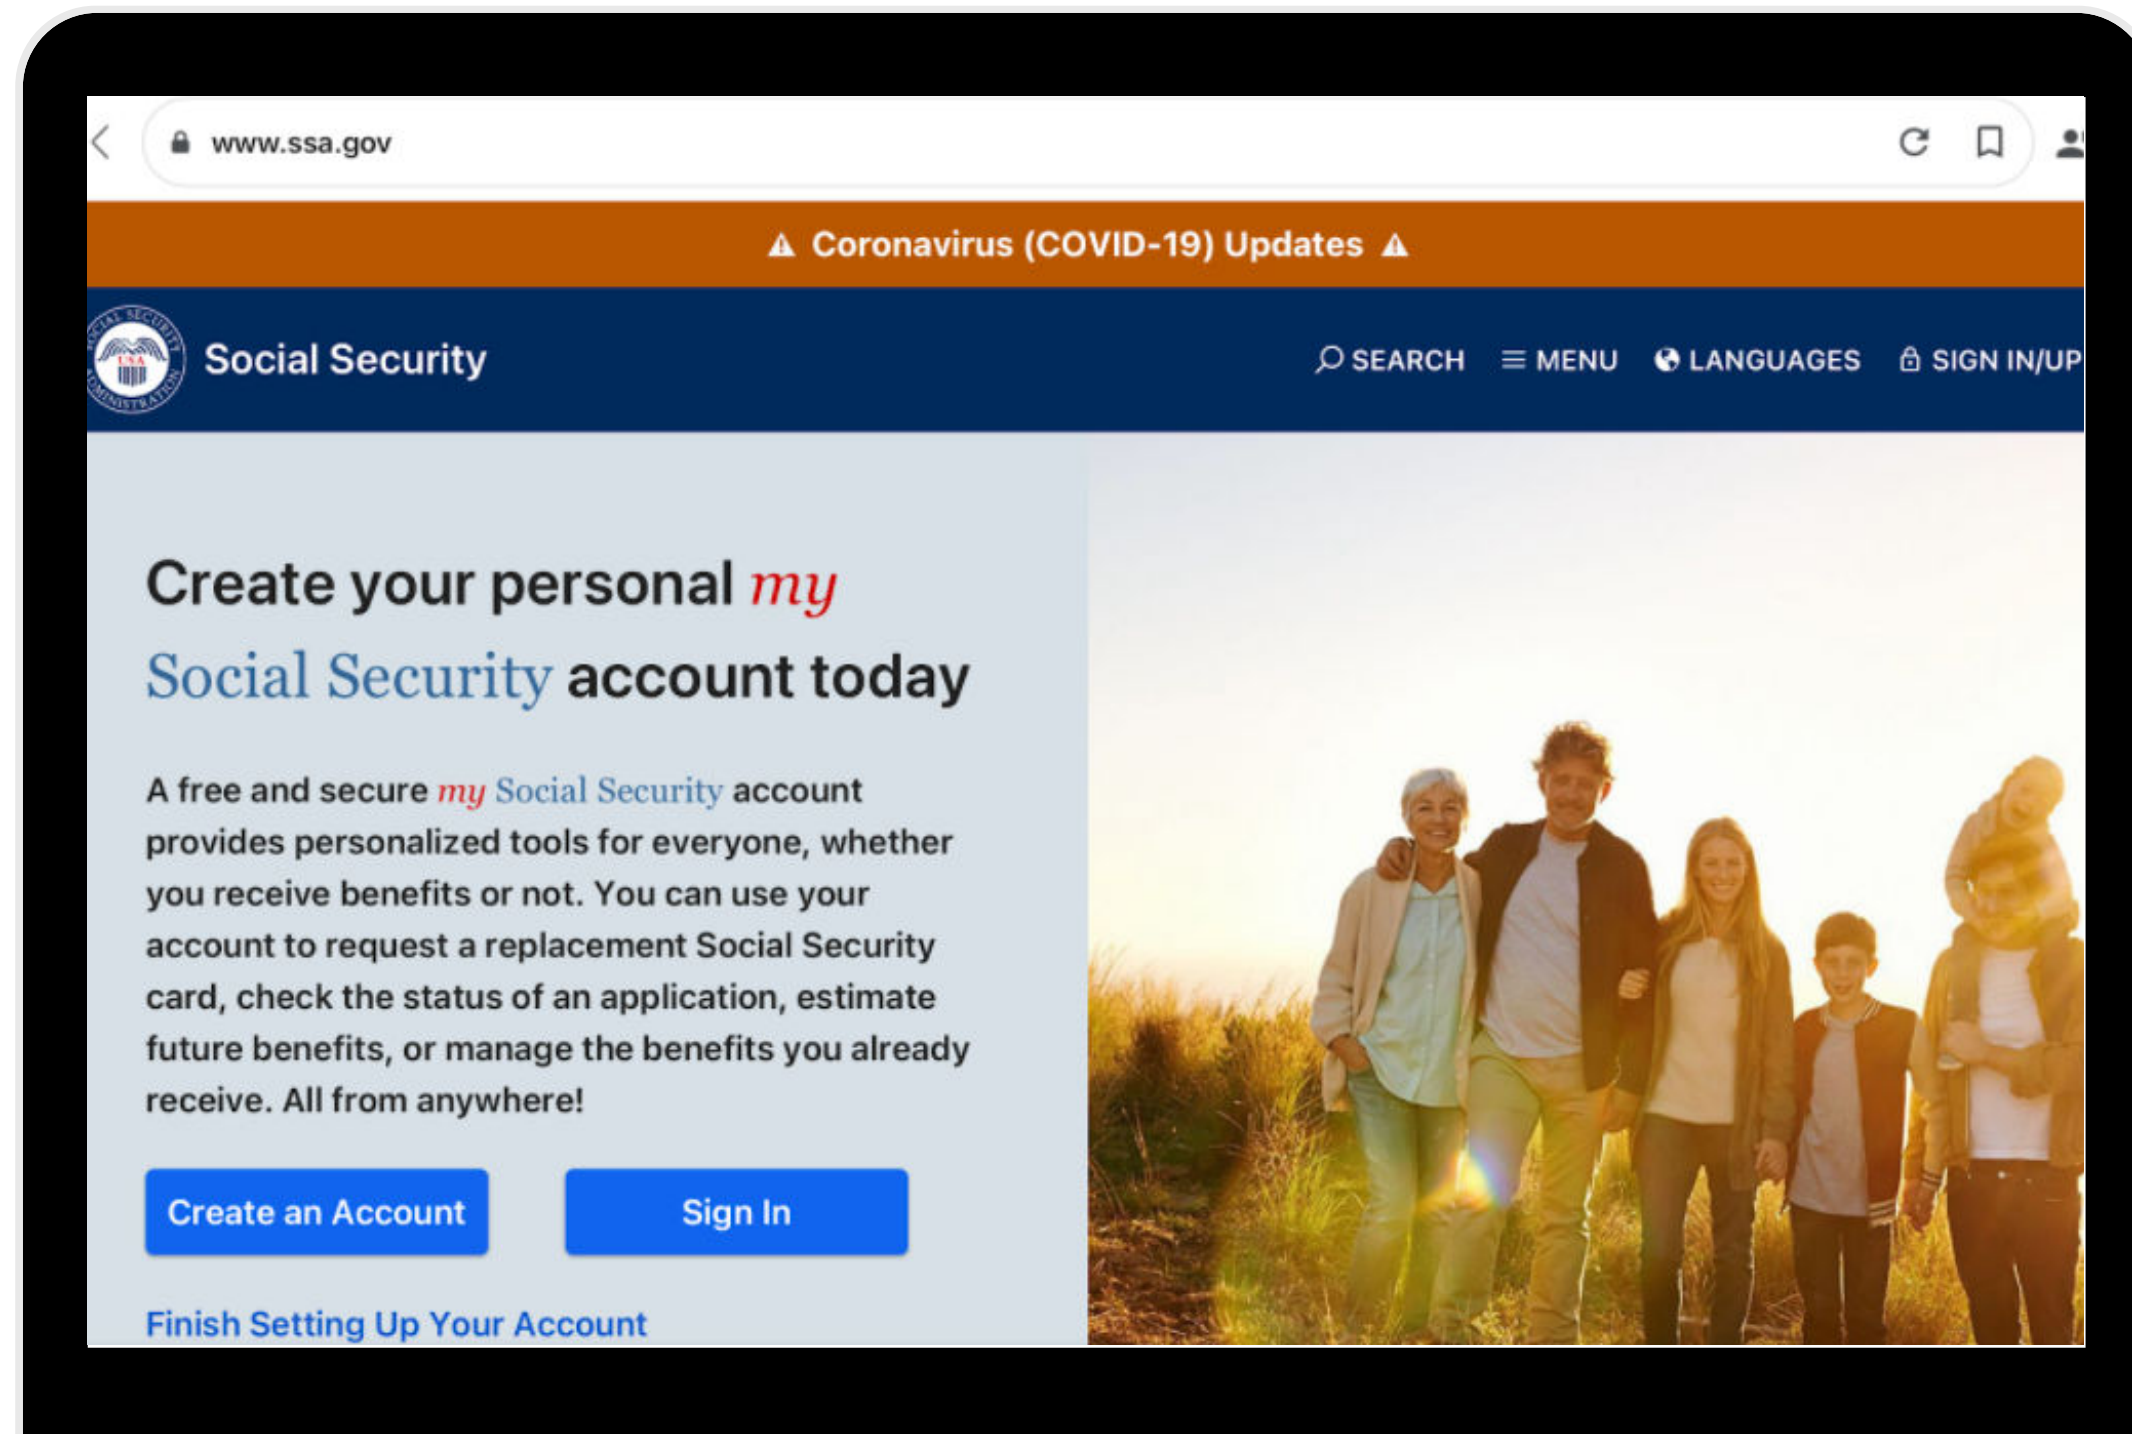 www.ssa.gov
Coronavirus (COVID-19) Updates
SOCIAL SECURITY
USA
ADMINISTRATION
Social Security
SEARCH MENU LANGUAGES SIGN IN/UP
Create your personal my
Social Security account today
A free and secure my Social Security account
provides personalized tools for everyone, whether
you receive benefits or not. You can use your
account to request a replacement Social Security
card, check the status of an application, estimate
future benefits, or manage the benefits you already
receive. All from anywhere!
Create an Account Sign In
Finish Setting Up Your Account